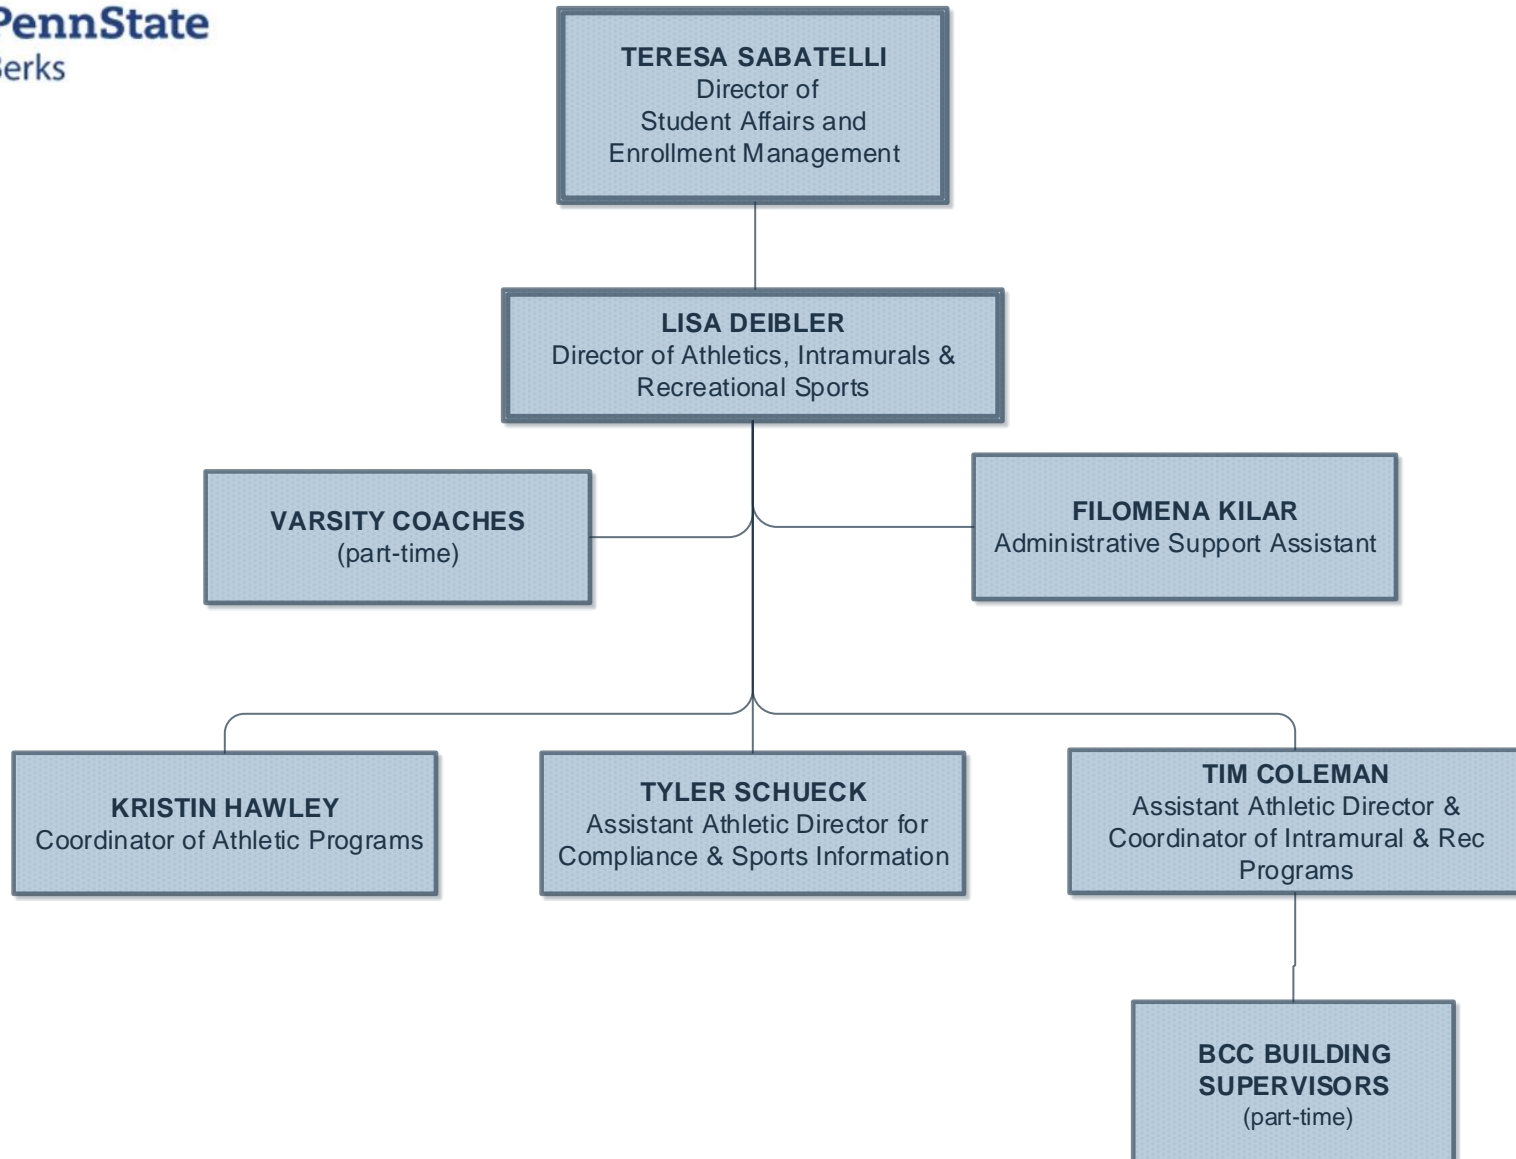 PennState
Berks
TERESA SABATELLI
Director of
Student Affairs and
Enrollment Management
LISA DEIBLER
Director of Athletics, Intramurals &
Recreational Sports
VARSITY COACHES
(part-time)
FILOMENA KILAR
Administrative Support Assistant
KRISTIN HAWLEY
Coordinator of Athletic Programs
TYLER SCHUECK
Assistant Athletic Director for
Compliance & Sports Information
TIM COLEMAN
Assistant Athletic Director &
Coordinator of Intramural & Rec
Programs
BCC BUILDING
SUPERVISORS
(part-time)